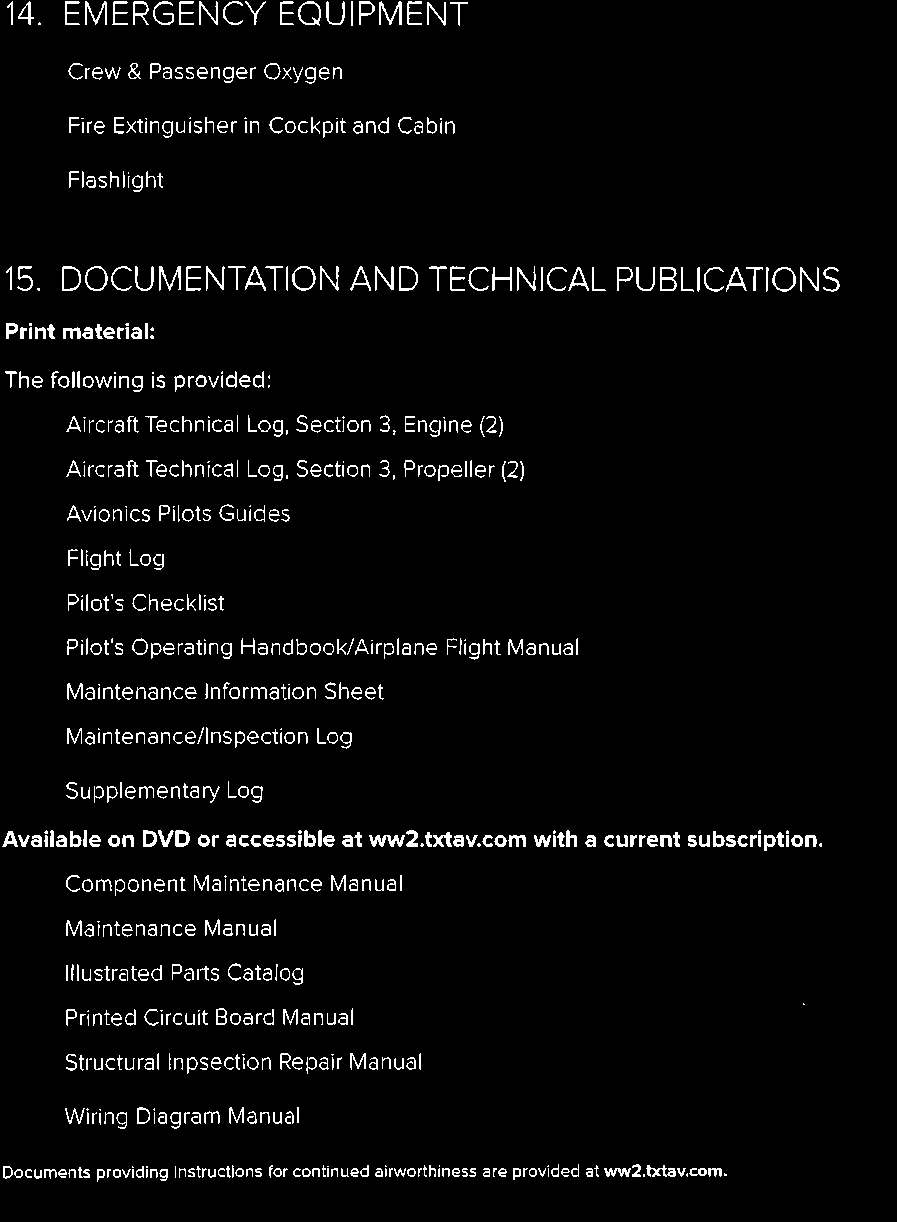 14. EMERGENCY EQUIPMENT
Crew & Passenger Oxygen
Fire Extinguisher in Cockpit and Cabin
Flashlight
15. DOCUMENTATION AND TECHNICAL PUBLICATIONS
Print material:
The following is provided:
Aircraft Technical Log, Section 3, Engine (2)
Aircraft Technical Log, Section 3, Propeller (2)
Avionics Pilots Guides
Flight Log
Pilot's Checklist
Pilot's Operating Handbook/Airplane Flight Manual
Maintenance Information Sheet
Maintenance/Inspection Log
Supplementary Log
Available on DVD or accessible at ww2.txtav.com with a current subscription.
Component Maintenance Manual
Maintenance Manual
Illustrated Parts Catalog
Printed Circuit Board Manual
Structural Inpsection Repair Manual
Wiring Diagram Manual
Documents providing Instructions for continued airworthiness are provided at ww2.txtav.com.